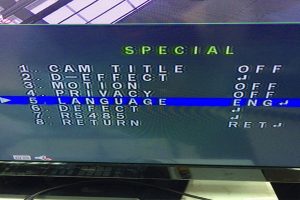 SPECIAL
1. CAM TITLE OFF
2. D-EFFECT ↲
3. MOTION OFF
4. PRIVACY OFF
5. LANGUAGE ENG↲
6. DEFECT ↲
7. RS485 ↲
8. RETURN RET↲